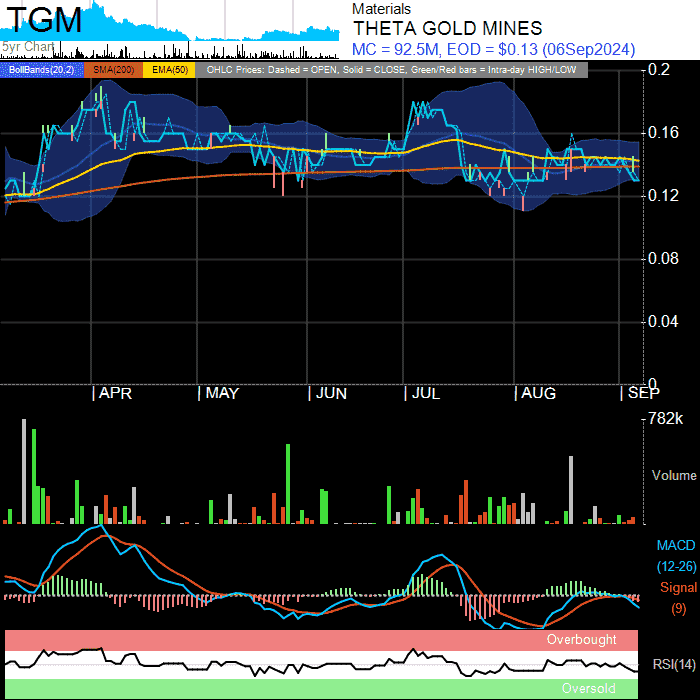 TGM
5yr Chart
Materials
THETA GOLD MINES
MC = 92.5M, EOD = $0.13 (06Sep2024)
BollBands(20,2) SMA(200) EMA(50) OHLC Prices: Dashed = OPEN, Solid = CLOSE, Green/Red bars = Intra-day HIGH/LOW
0.2
0.16
0.12
0.08
0.04
0
APR MAY JUN JUL AUG SEP
782k
Volume
MACD
(12-26)
Signal
(9)
Overbought
RSI(14)
Oversold